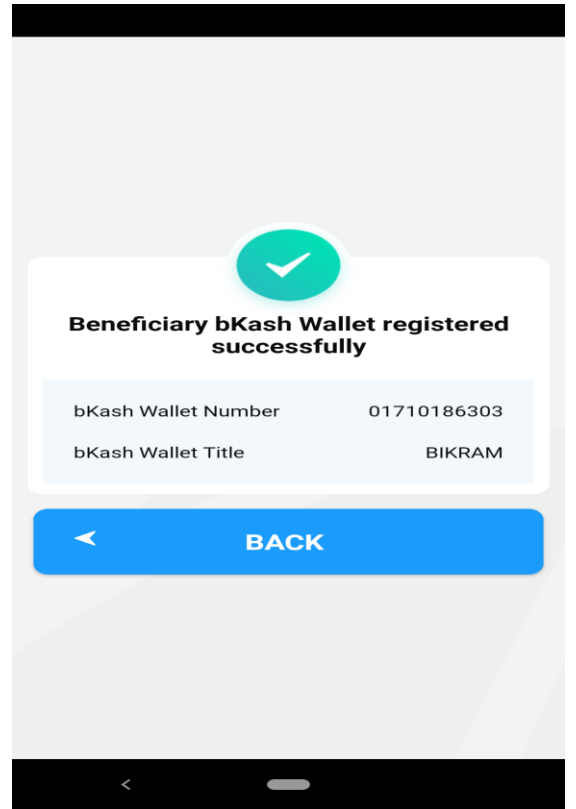 Beneficiary bKash Wallet registered
successfully
bKash Wallet Number 01710186303
bKash Wallet Title BIKRAM
BACK